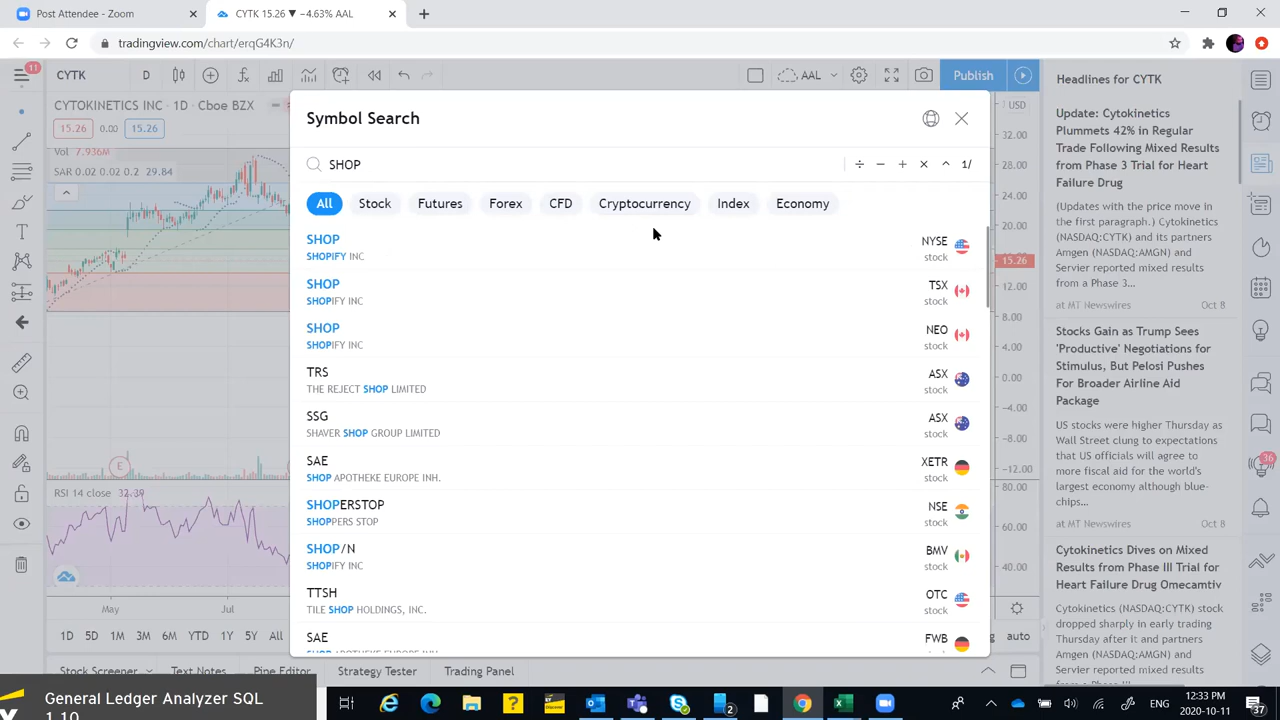 Post Attendee - Zoom
CYTK 15.26 ▼ −4.63% AAL
tradingview.com/chart/erqG4K3n/
11
CYTK
D
AAL
Publish
Headlines for CYTK
CYTOKINETICS INC · 1D · Cboe BZX
15.26
0.00
15.26
Vol 7.936M
SAR 0.02 0.02 0.2 29.84
RSI 14 close 32.39
E
May
Jul
1D
5D
1M
3M
6M
YTD
1Y
5Y
All
Stock Screener
Text Notes
Pine Editor
Strategy Tester
Trading Panel
Symbol Search
SHOP
÷ − + × ^ 1/
All
Stock
Futures
Forex
CFD
Cryptocurrency
Index
Economy
SHOP
SHOPIFY INC
NYSE
stock
SHOP
SHOPIFY INC
TSX
stock
SHOP
SHOPIFY INC
NEO
stock
TRS
THE REJECT SHOP LIMITED
ASX
stock
SSG
SHAVER SHOP GROUP LIMITED
ASX
stock
SAE
SHOP APOTHEKE EUROPE INH.
XETR
stock
SHOPERSTOP
SHOPPERS STOP
NSE
stock
SHOP/N
SHOPIFY INC
BMV
stock
TTSH
TILE SHOP HOLDINGS, INC.
OTC
stock
SAE
FWB
USD
32.00
28.00
24.00
20.00
15.26
12.00
8.00
4.00
0.00
−4.00
−8.00
−12.00
80.00
60.00
40.00
auto
Update: Cytokinetics
Plummets 42% in Regular
Trade Following Mixed Results
from Phase 3 Trial for Heart
Failure Drug
(Updates with the price move in
the first paragraph.) Cytokinetics
(NASDAQ:CYTK) and its partners
Amgen (NASDAQ:AMGN) and
Servier reported mixed results
from a Phase 3...
at MT Newswires
Oct 8
Stocks Gain as Trump Sees
'Productive' Negotiations for
Stimulus, But Pelosi Pushes
For Broader Airline Aid
Package
US stocks were higher Thursday as
Wall Street clung to expectations
that US officials will agree to
more fiscal aid for the world's
largest economy although blue-
chips...
at MT Newswires
Oct 8
Cytokinetics Dives on Mixed
Results from Phase III Trial for
Heart Failure Drug Omecamtiv
Cytokinetics (NASDAQ:CYTK) stock
dropped sharply in early trading
Thursday after it and partners
Amgen (NASDAQ:AMGN) and
36
General Ledger Analyzer SQL
1.10
2
ENG
12:33 PM
2020-10-11
37